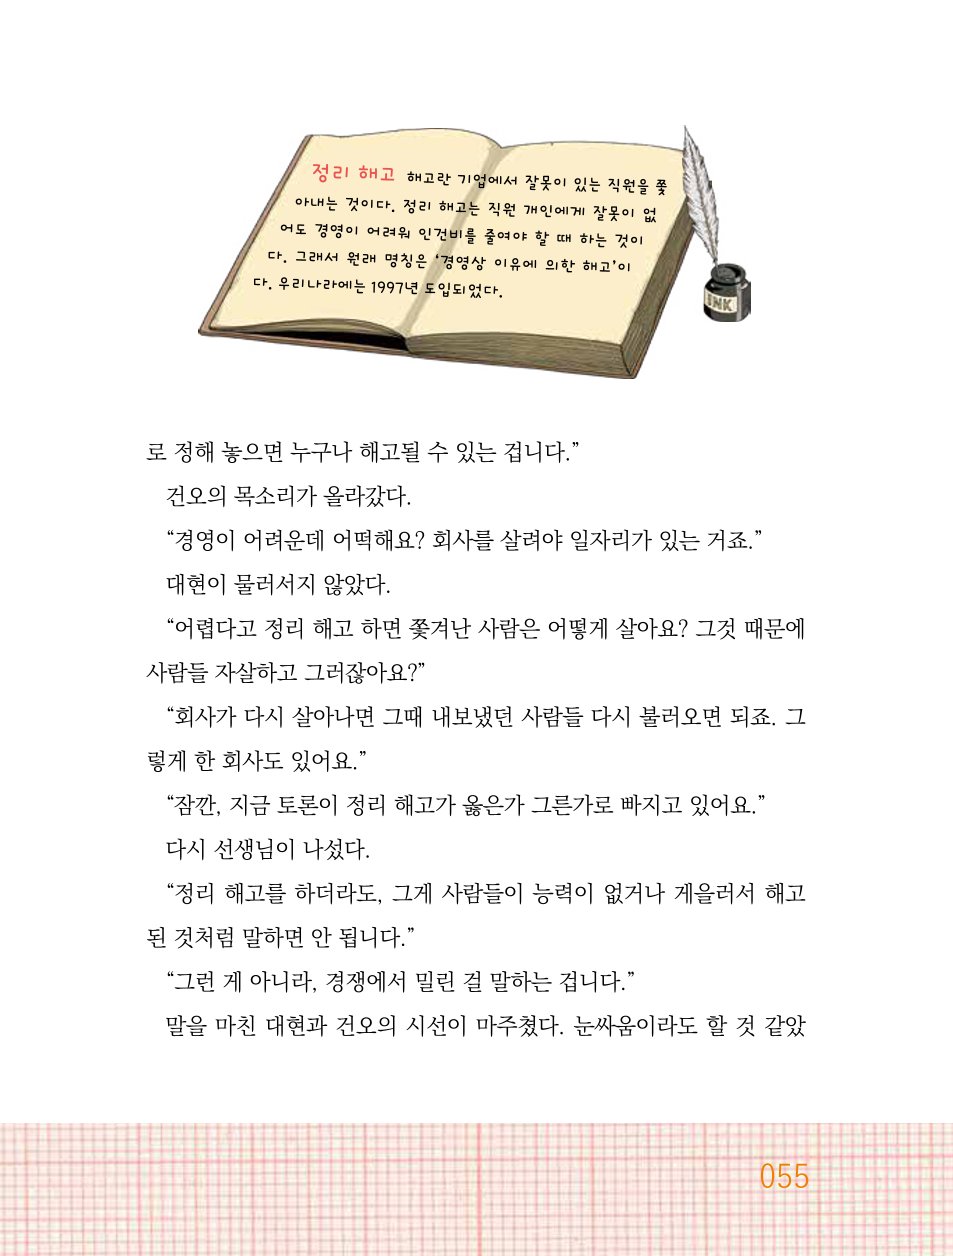 정리 해고 해고란 기업에서 잘못이 있는 직원을 쫓
아내는 것이다. 정리 해고는 직원 개인에게 잘못이 없
어도 경영이 어려워 인건비를 줄여야 할 때 하는 것이
다. 그래서 원래 명칭은 ‘경영상 이유에 의한 해고’이
다. 우리나라에는 1997년 도입되었다.
INK
로 정해 놓으면 누구나 해고될 수 있는 겁니다.”
건오의 목소리가 올라갔다.
“경영이 어려운데 어떡해요? 회사를 살려야 일자리가 있는 거죠.”
대현이 물러서지 않았다.
“어렵다고 정리 해고 하면 쫓겨난 사람은 어떻게 살아요? 그것 때문에
사람들 자살하고 그러잖아요?”
“회사가 다시 살아나면 그때 내보냈던 사람들 다시 불러오면 되죠. 그
렇게 한 회사도 있어요.”
“잠깐, 지금 토론이 정리 해고가 옳은가 그른가로 빠지고 있어요.”
다시 선생님이 나섰다.
“정리 해고를 하더라도, 그게 사람들이 능력이 없거나 게을러서 해고
된 것처럼 말하면 안 됩니다.”
“그런 게 아니라, 경쟁에서 밀린 걸 말하는 겁니다.”
말을 마친 대현과 건오의 시선이 마주쳤다. 눈싸움이라도 할 것 같았
055